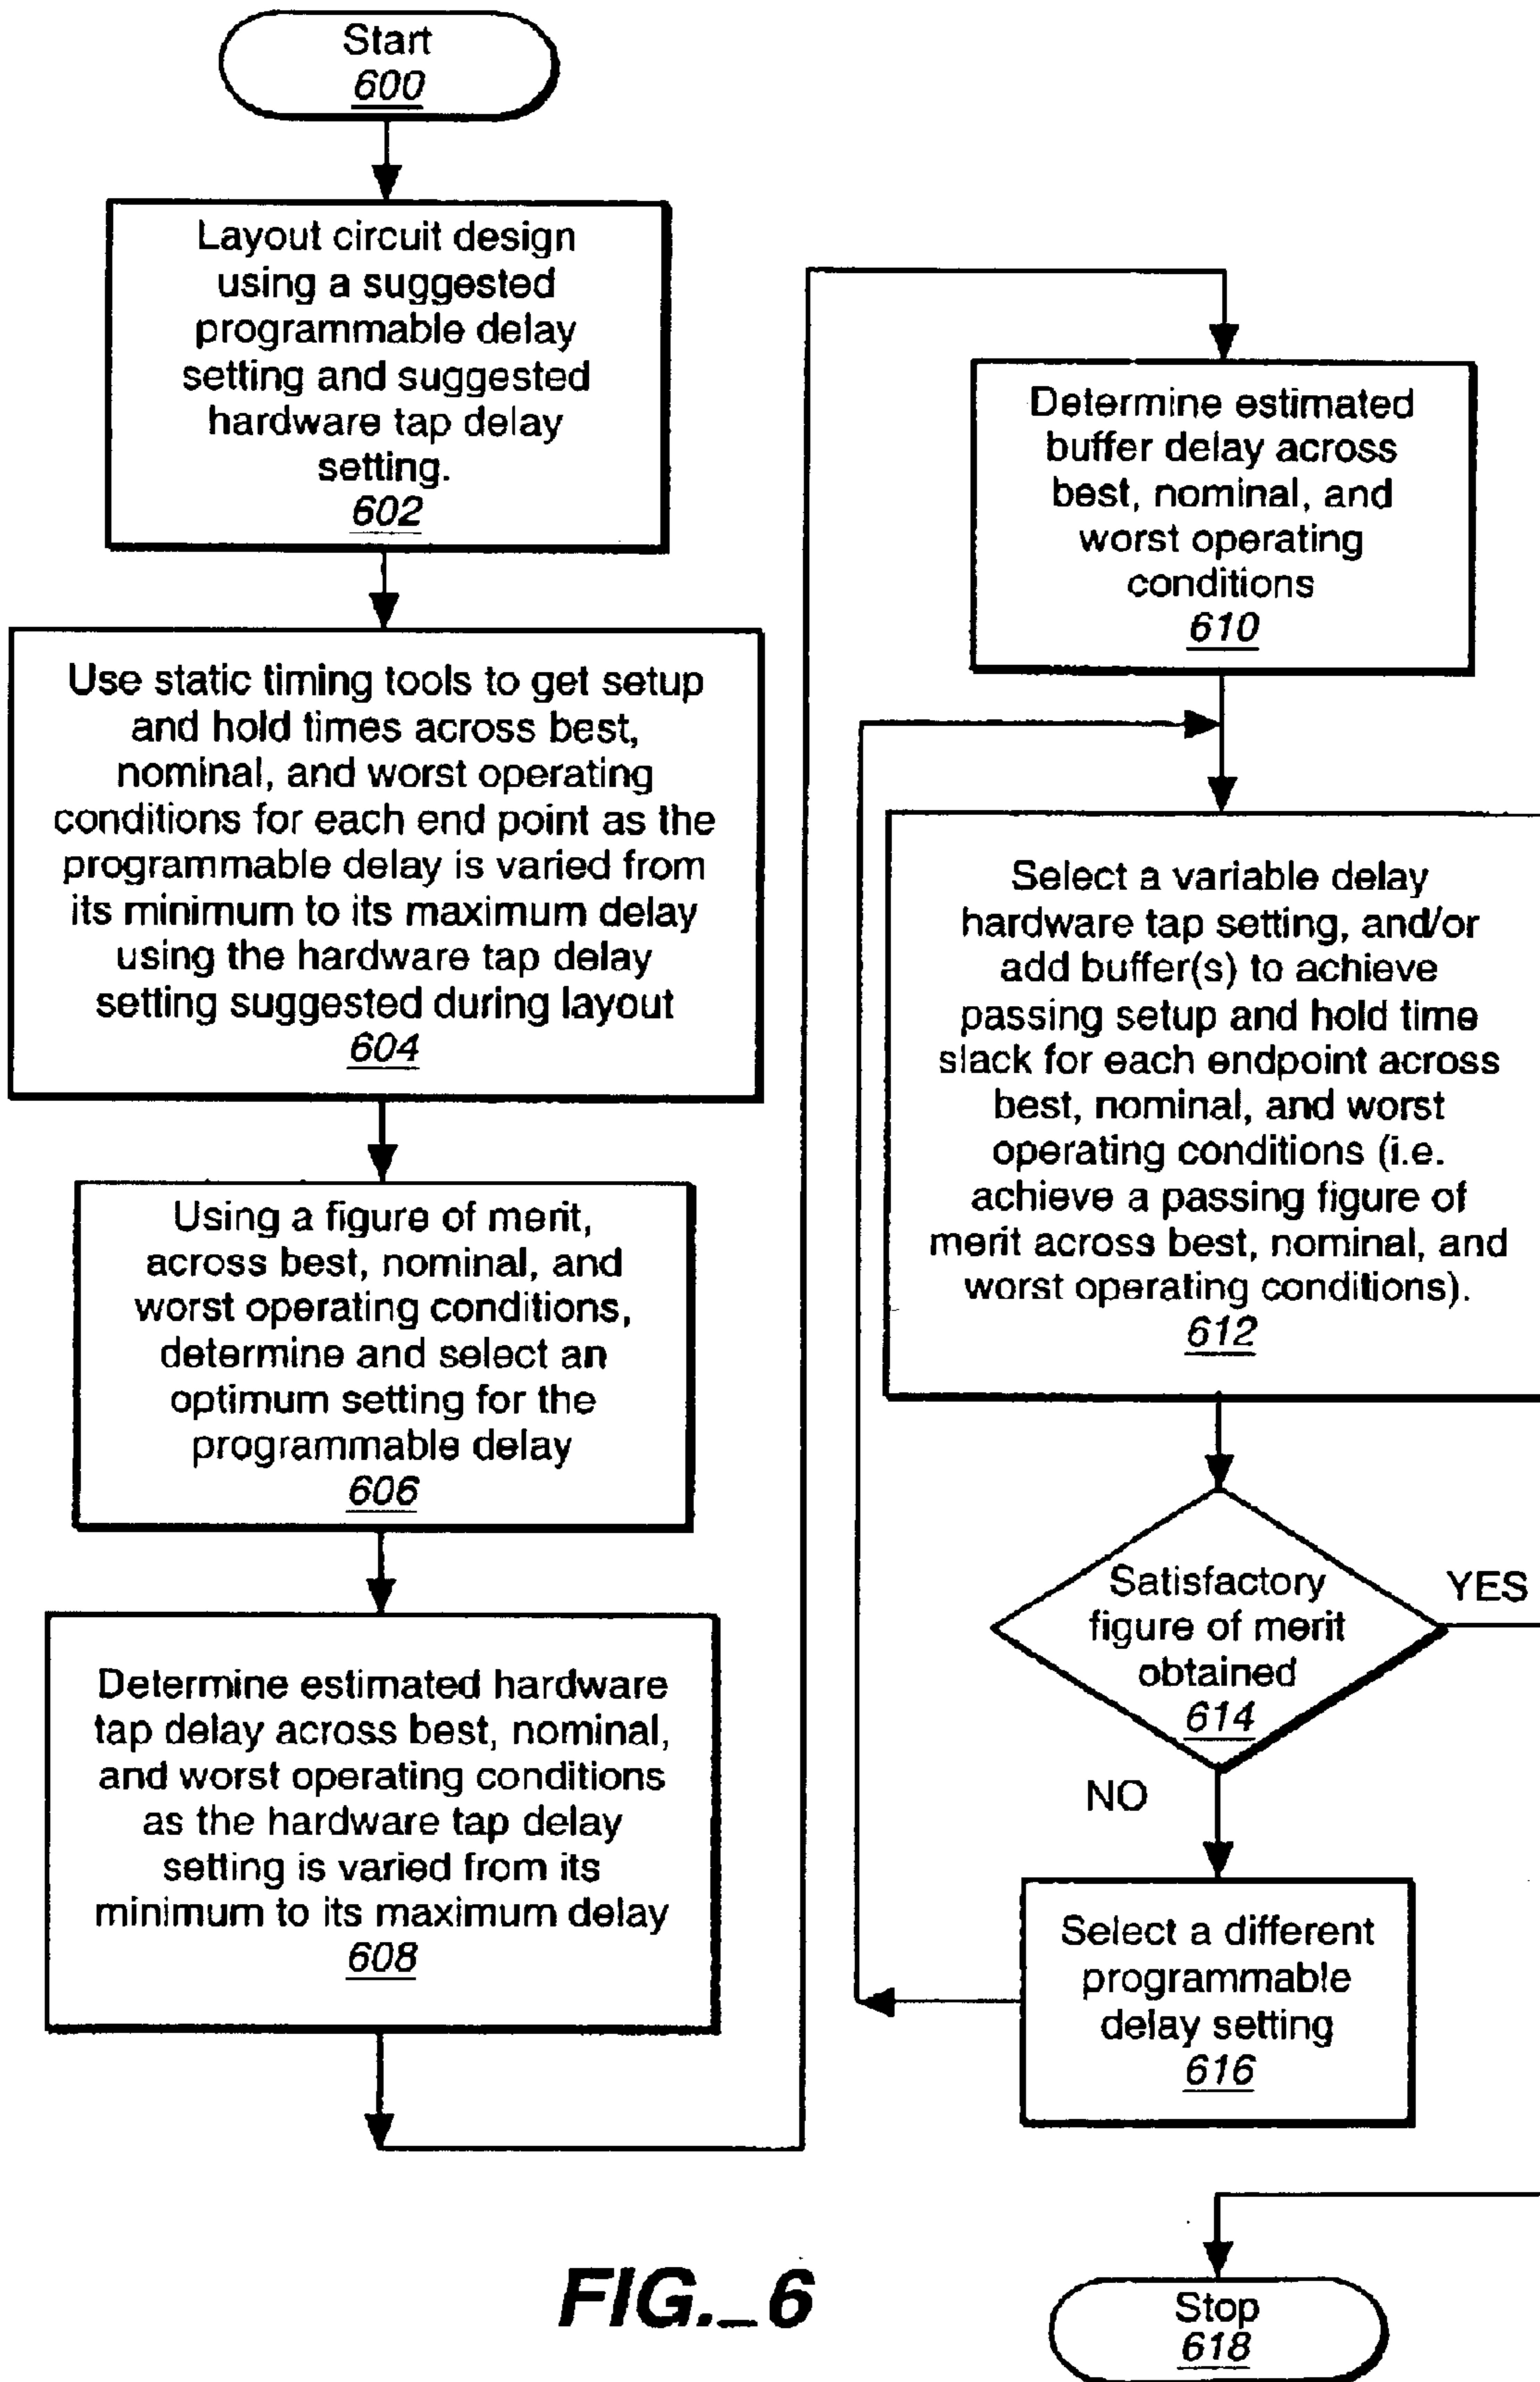 Start
600
Layout circuit design
using a suggested
programmable delay
setting and suggested
hardware tap delay
setting.
602
Use static timing tools to get setup
and hold times across best,
nominal, and worst operating
conditions for each end point as the
programmable delay is varied from
its minimum to its maximum delay
using the hardware tap delay
setting suggested during layout
604
Using a figure of merit,
across best, nominal, and
worst operating conditions,
determine and select an
optimum setting for the
programmable delay
606
Determine estimated hardware
tap delay across best, nominal,
and worst operating conditions
as the hardware tap delay
setting is varied from its
minimum to its maximum delay
608
Determine estimated
buffer delay across
best, nominal, and
worst operating
conditions
610
Select a variable delay
hardware tap setting, and/or
add buffer(s) to achieve
passing setup and hold time
slack for each endpoint across
best, nominal, and worst
operating conditions (i.e.
achieve a passing figure of
merit across best, nominal, and
worst operating conditions).
612
Satisfactory
figure of merit
obtained
614
YES
NO
Select a different
programmable
delay setting
616
Stop
618
FIG._6